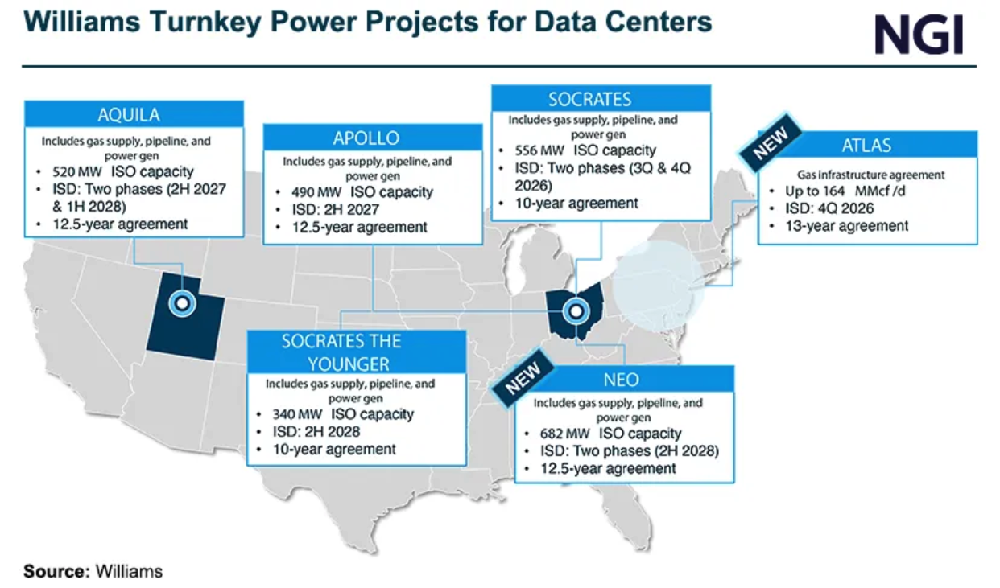 Williams Turnkey Power Projects for Data Centers
NGI
AQUILA
Includes gas supply, pipeline, and
power gen
• 520 MW ISO capacity
• ISD: Two phases (2H 2027
& 1H 2028)
• 12.5-year agreement
APOLLO
Includes gas supply, pipeline, and
power gen
• 490 MW ISO capacity
• ISD: 2H 2027
• 12.5-year agreement
SOCRATES
Includes gas supply, pipeline, and
power gen
• 556 MW ISO capacity
• ISD: Two phases (3Q & 4Q
2026)
• 10-year agreement
NEW
ATLAS
Gas infrastructure agreement
• Up to 164 MMcf/d
• ISD: 4Q 2026
• 13-year agreement
SOCRATES THE
YOUNGER
Includes gas supply, pipeline, and
power gen
• 340 MW ISO capacity
• ISD: 2H 2028
• 10-year agreement
NEW
NEO
Includes gas supply, pipeline, and
power gen
• 682 MW ISO capacity
• ISD: Two phases (2H 2028)
• 12.5-year agreement
Source: Williams